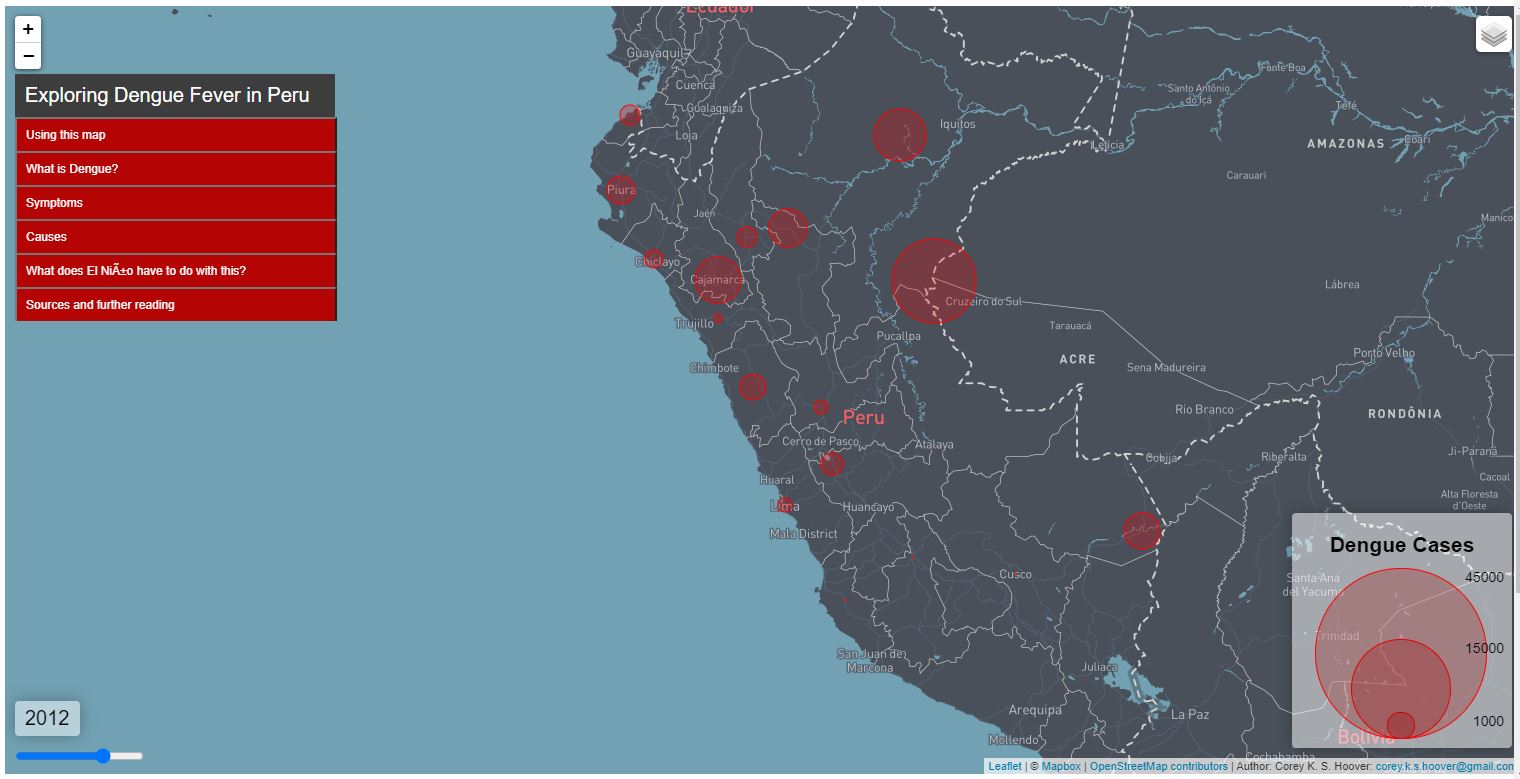 +
−
Exploring Dengue Fever in Peru
Using this map
What is Dengue?
Symptoms
Causes
What does El NiÃ±o have to do with this?
Sources and further reading
2012
Ecuador
Guayaquil
Cuenca
Gualaquiza
Loja
Iquitos
Leticia
Fonte Boa
Santo Antônio
do Içá
Tefé
Coari
AMAZONAS
Carauari
Piura
Jaén
Manico
Chiclayo
Cajamarca
Cruzeiro do Sul
Lábrea
Trujillo
Pucallpa
Tarauacá
Porto Velho
Chimbote
ACRE
Sena Madureira
Rio Branco
RONDÔNIA
Peru
Cerro de Pasco
Atalaya
Cobija
Riberalta
Ji-Paraná
Cacoal
Huaral
Lima
Huancayo
Alta Floresta
d'Oeste
Mala District
Cusco
San Juan de
Marcona
Juliaca
Arequipa
La Paz
Mollendo
Dengue Cases
45000
15000
1000
Santa Ana
del Yacuma
Trinidad
Bolivia
Cochabamba
Leaflet | © Mapbox | OpenStreetMap contributors | Author: Corey K. S. Hoover: corey.k.s.hoover@gmail.com